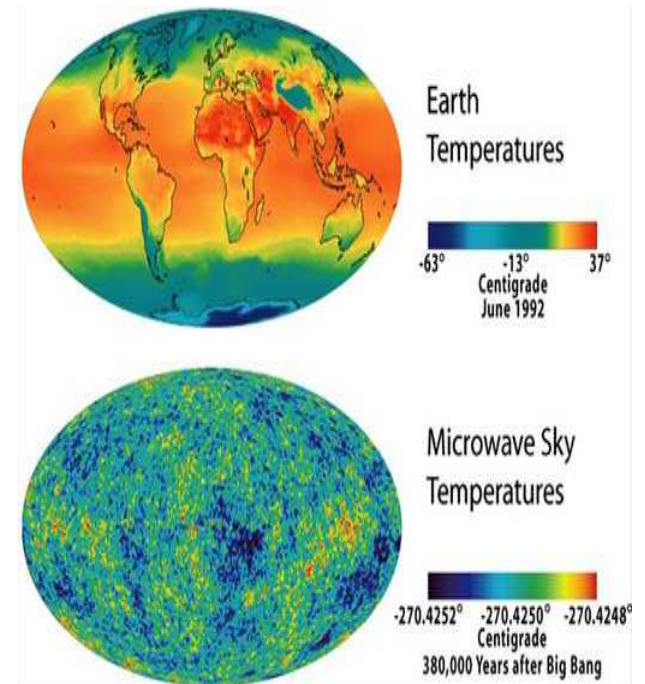 Earth
Temperatures
-63° -13° 37°
Centigrade
June 1992
Microwave Sky
Temperatures
-270.4252° -270.4250° -270.4248°
Centigrade
380,000 Years after Big Bang